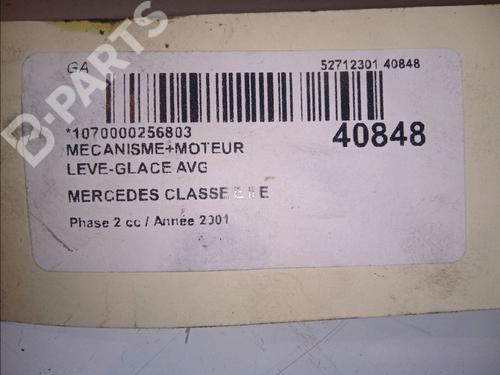 B-PARTS
GA 52712301 40848
*1070000256803 40848
MECANISME+MOTEUR
LEVE-GLACE AVG
MERCEDES CLASSE E
Phase 2 cc / Année 2001